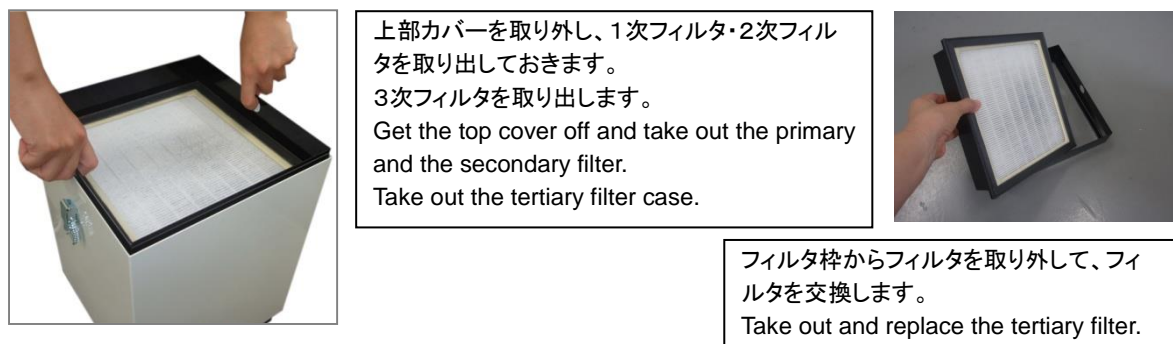 上部カバーを取り外し、１次フィルタ・２次フィル
タを取り出しておきます。
３次フィルタを取り出します。
Get the top cover off and take out the primary
and the secondary filter.
Take out the tertiary filter case.
フィルタ枠からフィルタを取り外して、フィ
ルタを交換します。
Take out and replace the tertiary filter.